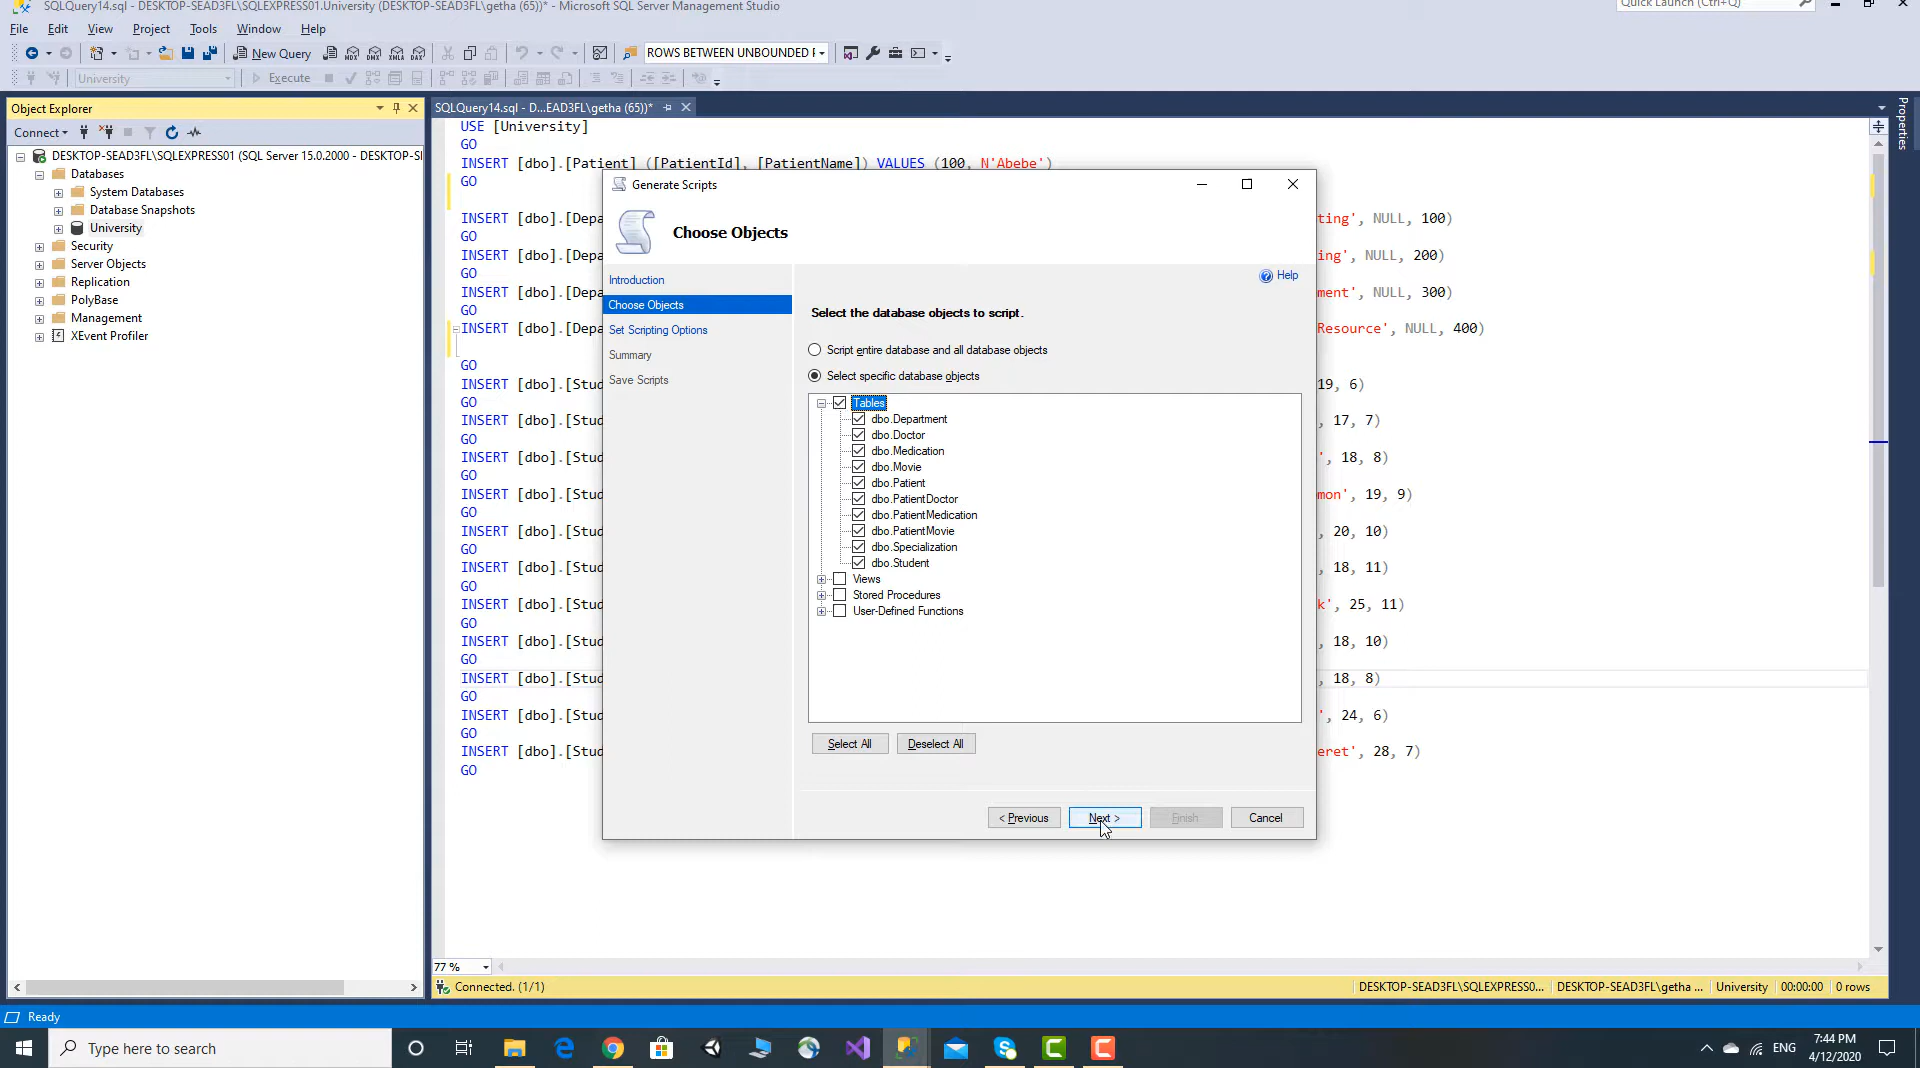 SQLQuery14.sql - DESKTOP-SEAD3FL\SQLEXPRESS01.University (DESKTOP-SEAD3FL\getha (65))* - Microsoft SQL Server Management Studio
Quick Launch (Ctrl+Q)
File Edit View Project Tools Window Help
New Query
ROWS BETWEEN UNBOUNDED
University
Execute
Object Explorer
SQLQuery14.sql - D...EAD3FL\getha (65))*
Properties
Connect
DESKTOP-SEAD3FL\SQLEXPRESS01 (SQL Server 15.0.2000 - DESKTOP-S
Databases
System Databases
Database Snapshots
University
Security
Server Objects
Replication
PolyBase
Management
XEvent Profiler
USE [University]
GO
INSERT [dbo].[Patient] ([PatientId], [PatientName]) VALUES (100, N'Abebe')
GO
INSERT [dbo].[Depa ting', NULL, 100)
GO
INSERT [dbo].[Depa ing', NULL, 200)
GO
INSERT [dbo].[Depa ment', NULL, 300)
GO
INSERT [dbo].[Depa Resource', NULL, 400)
GO
INSERT [dbo].[Stud 19, 6)
GO
INSERT [dbo].[Stud , 17, 7)
GO
INSERT [dbo].[Stud ', 18, 8)
GO
INSERT [dbo].[Stud mon', 19, 9)
GO
INSERT [dbo].[Stud , 20, 10)
GO
INSERT [dbo].[Stud , 18, 11)
GO
INSERT [dbo].[Stud k', 25, 11)
GO
INSERT [dbo].[Stud , 18, 10)
GO
INSERT [dbo].[Stud , 18, 8)
GO
INSERT [dbo].[Stud ', 24, 6)
GO
INSERT [dbo].[Stud eret', 28, 7)
GO
Generate Scripts
Choose Objects
Introduction
Choose Objects
Set Scripting Options
Summary
Save Scripts
Help
Select the database objects to script.
Script entire database and all database objects
Select specific database objects
Tables
dbo.Department
dbo.Doctor
dbo.Medication
dbo.Movie
dbo.Patient
dbo.PatientDoctor
dbo.PatientMedication
dbo.PatientMovie
dbo.Specialization
dbo.Student
Views
Stored Procedures
User-Defined Functions
Select All Deselect All
< Previous Next > Finish Cancel
77 %
Connected. (1/1) DESKTOP-SEAD3FL\SQLEXPRESS0... DESKTOP-SEAD3FL\getha ... University 00:00:00 0 rows
Ready
Type here to search
ENG
7:44 PM
4/12/2020